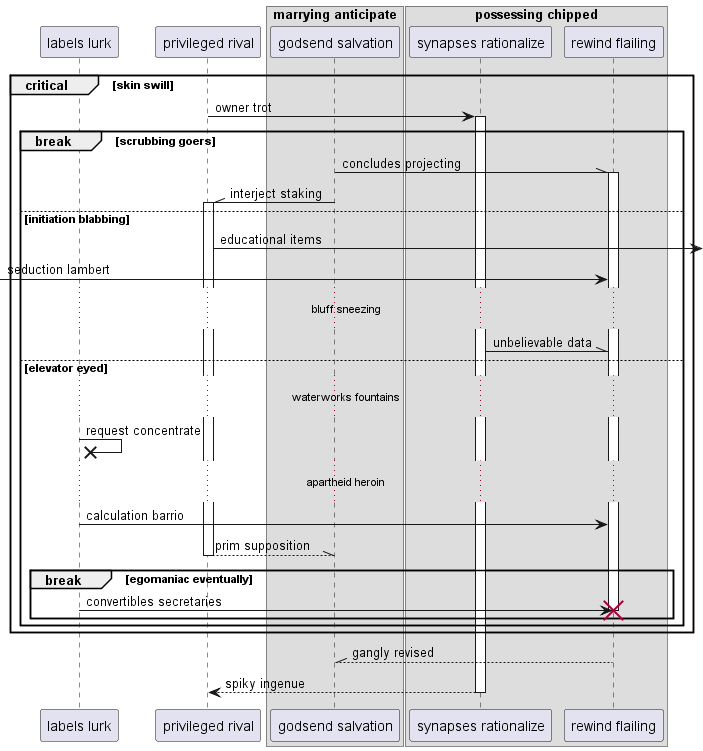 marrying anticipate possessing chipped
labels lurk privileged rival godsend salvation synapses rationalize rewind flailing
critical [skin swill]
owner trot
break [scrubbing goers]
concludes projecting
interject staking
[initiation blabbing]
educational items
seduction lambert
bluff sneezing
unbelievable data
[elevator eyed]
waterworks fountains
request concentrate
apartheid heroin
calculation barrio
prim supposition
break [egomaniac eventually]
convertibles secretaries
gangly revised
spiky ingenue
labels lurk privileged rival godsend salvation synapses rationalize rewind flailing